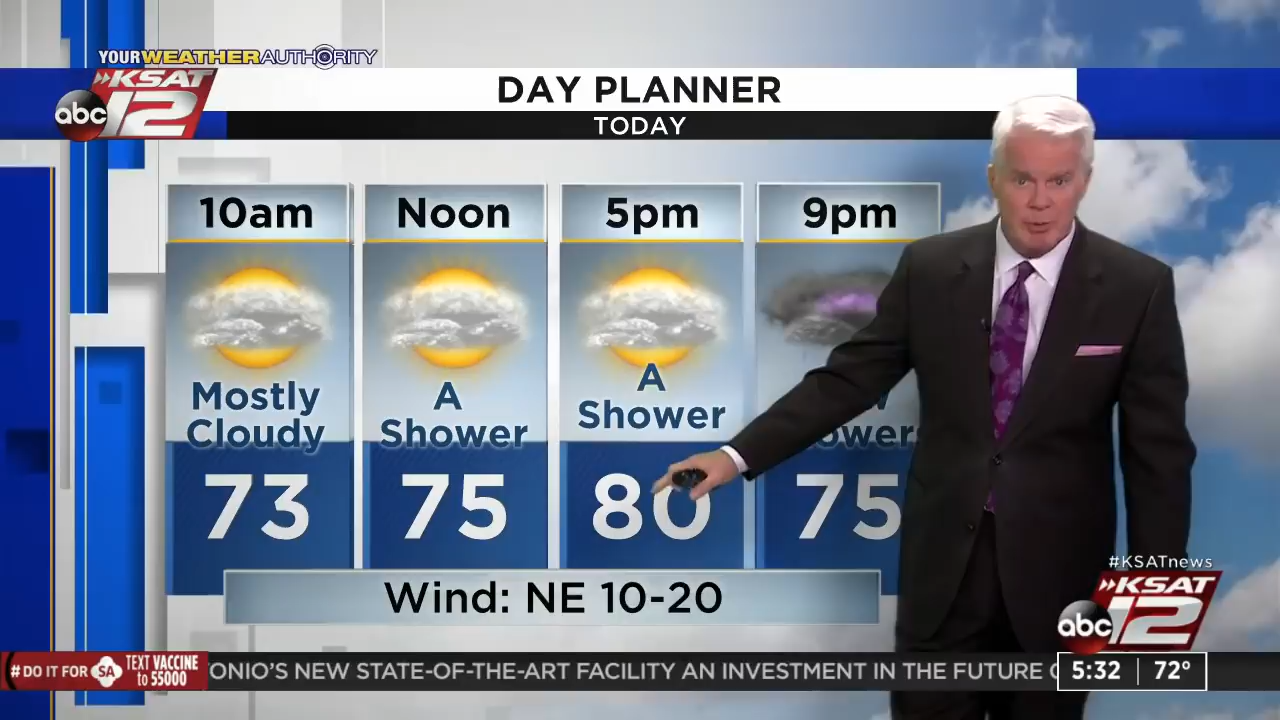 YOUR WEATHER AUTHORITY
KSAT
abc 12
DAY PLANNER
TODAY
10am
Noon
5pm
9pm
Mostly
Cloudy
A
Shower
A
Shower
73
75
80
75
Wind: NE 10-20
#KSATnews
KSAT
abc 12
# DO IT FOR SA
TEXT VACCINE
to 55000
ONIO'S NEW STATE-OF-THE-ART FACILITY AN INVESTMENT IN THE FUTURE
5:32
72°